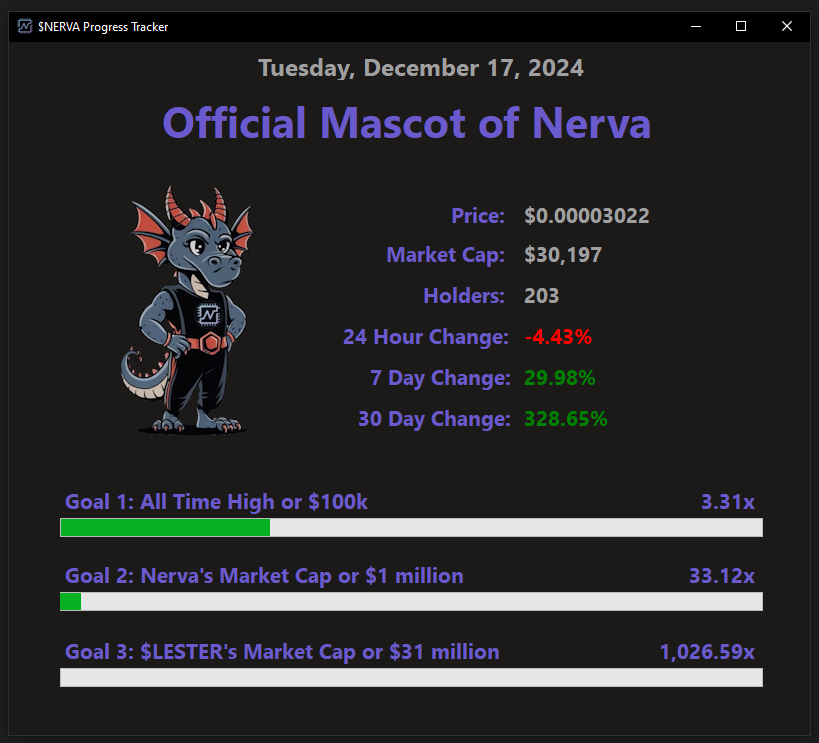 $NERVA Progress Tracker
Tuesday, December 17, 2024
Official Mascot of Nerva
Price: $0.00003022
Market Cap: $30,197
Holders: 203
24 Hour Change: -4.43%
7 Day Change: 29.98%
30 Day Change: 328.65%
Goal 1: All Time High or $100k 3.31x
Goal 2: Nerva's Market Cap or $1 million 33.12x
Goal 3: $LESTER's Market Cap or $31 million 1,026.59x